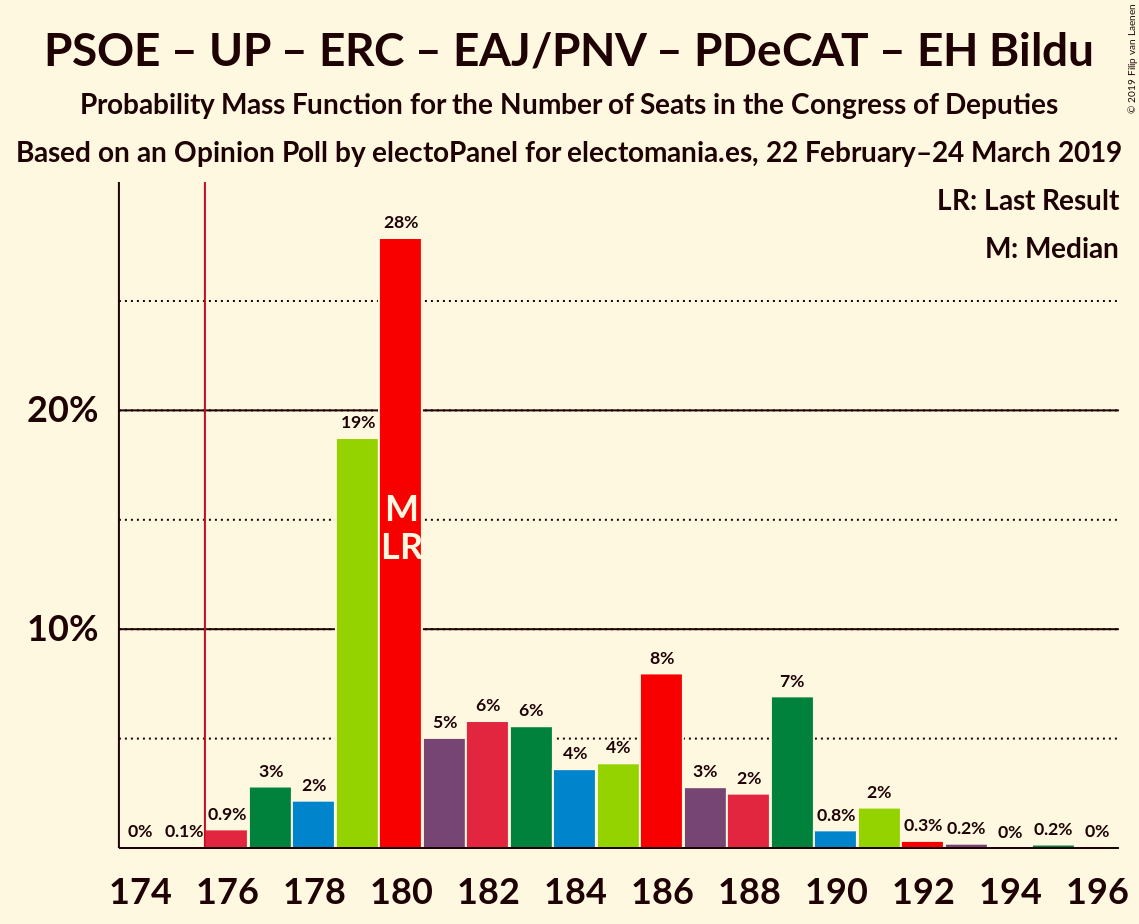 PSOE – UP – ERC – EAJ/PNV – PDeCAT – EH Bildu
Probability Mass Function for the Number of Seats in the Congress of Deputies
Based on an Opinion Poll by electoPanel for electomania.es, 22 February–24 March 2019
© 2019 Filip van Laenen
LR: Last Result
M: Median
20%
10%
0%
0.1%
0.9%
3%
2%
19%
28%
M
LR
5%
6%
6%
4%
4%
8%
3%
2%
7%
0.8%
2%
0.3%
0.2%
0%
0.2%
0%
174 176 178 180 182 184 186 188 190 192 194 196